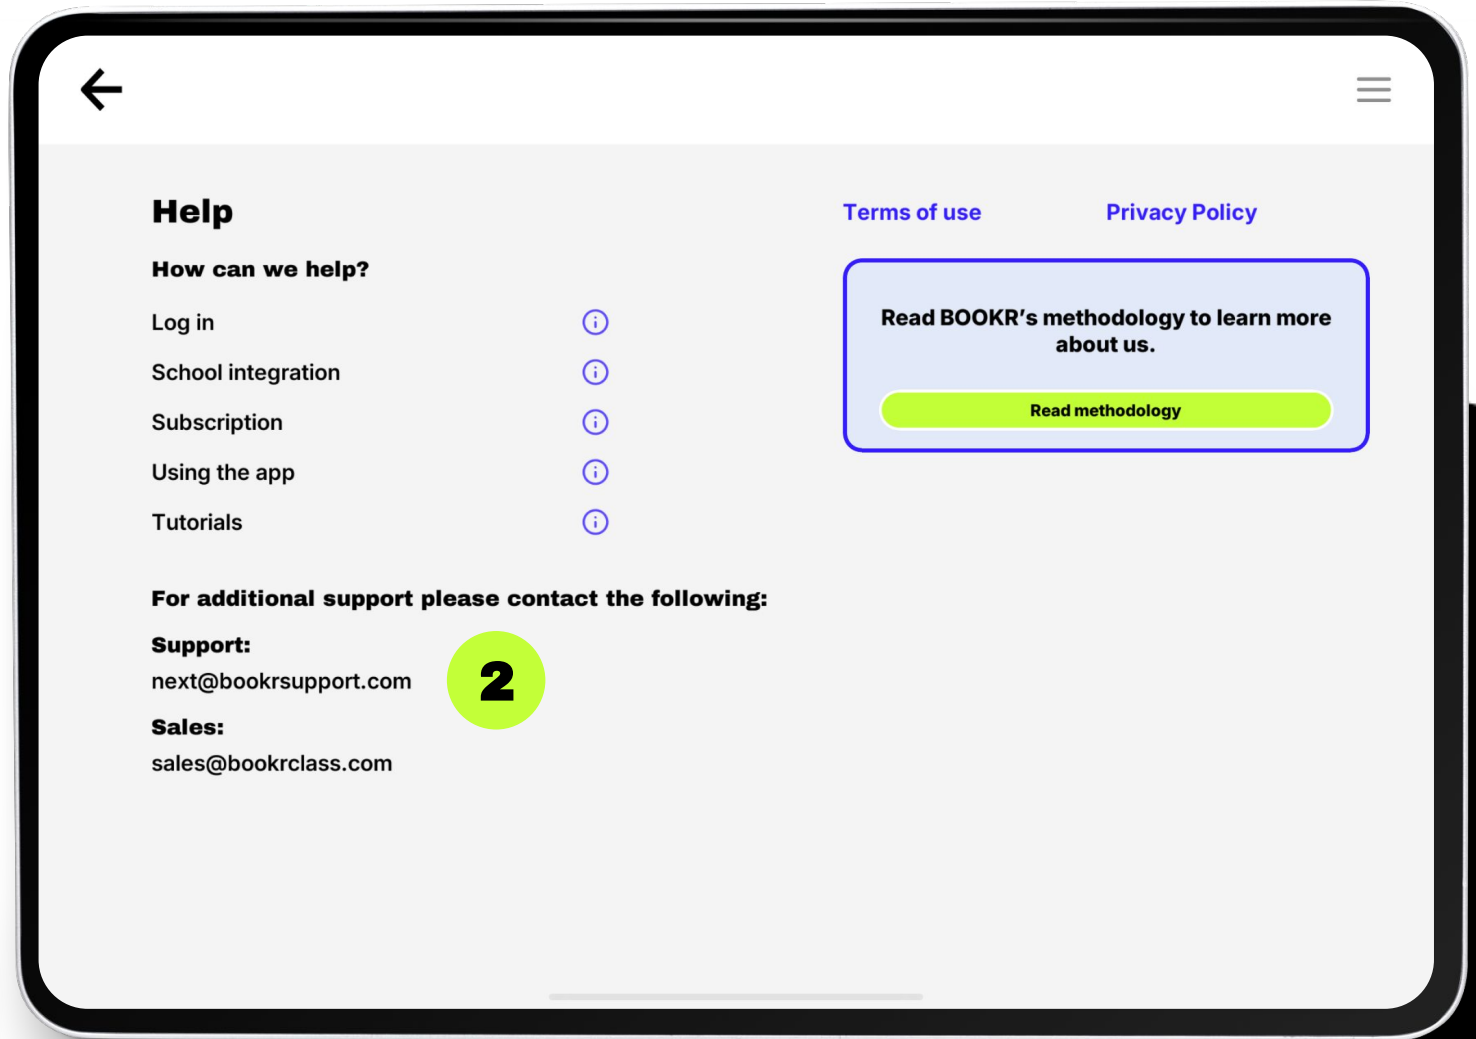 Help
How can we help?
Log in
School integration
Subscription
Using the app
Tutorials
For additional support please contact the following:
Support:
next@bookrsupport.com
2
Sales:
sales@bookrclass.com
Terms of use
Privacy Policy
Read BOOKR’s methodology to learn more
about us.
Read methodology